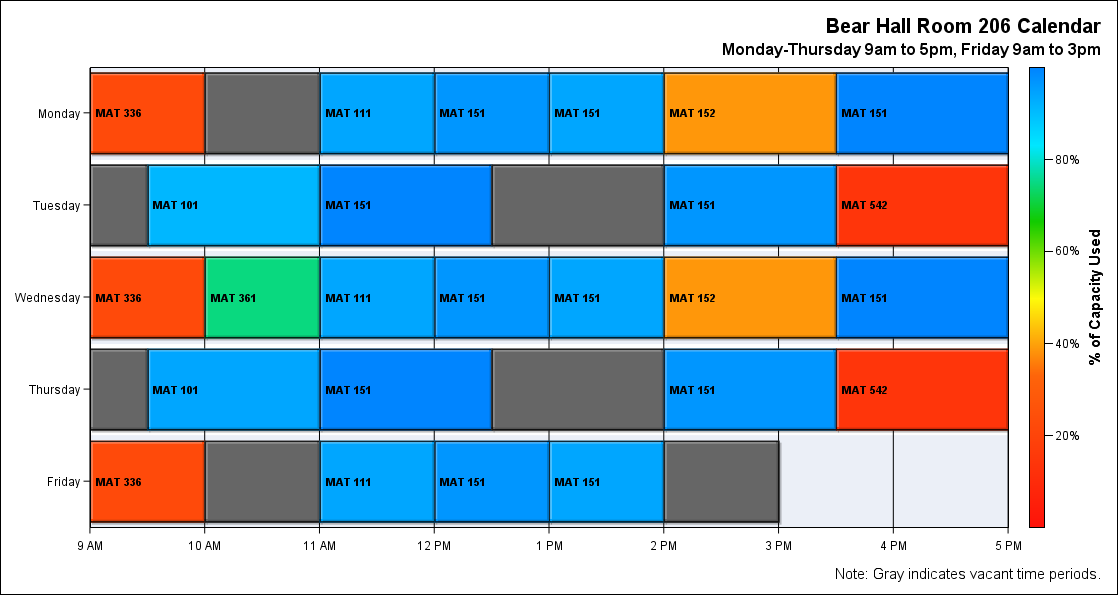 Bear Hall Room 206 Calendar
Monday-Thursday 9am to 5pm, Friday 9am to 3pm
Monday
MAT 336
MAT 111
MAT 151
MAT 151
MAT 152
MAT 151
Tuesday
MAT 101
MAT 151
MAT 151
MAT 542
Wednesday
MAT 336
MAT 361
MAT 111
MAT 151
MAT 151
MAT 152
MAT 151
Thursday
MAT 101
MAT 151
MAT 151
MAT 542
Friday
MAT 336
MAT 111
MAT 151
MAT 151
9 AM
10 AM
11 AM
12 PM
1 PM
2 PM
3 PM
4 PM
5 PM
80%
60%
40%
20%
% of Capacity Used
Note: Gray indicates vacant time periods.